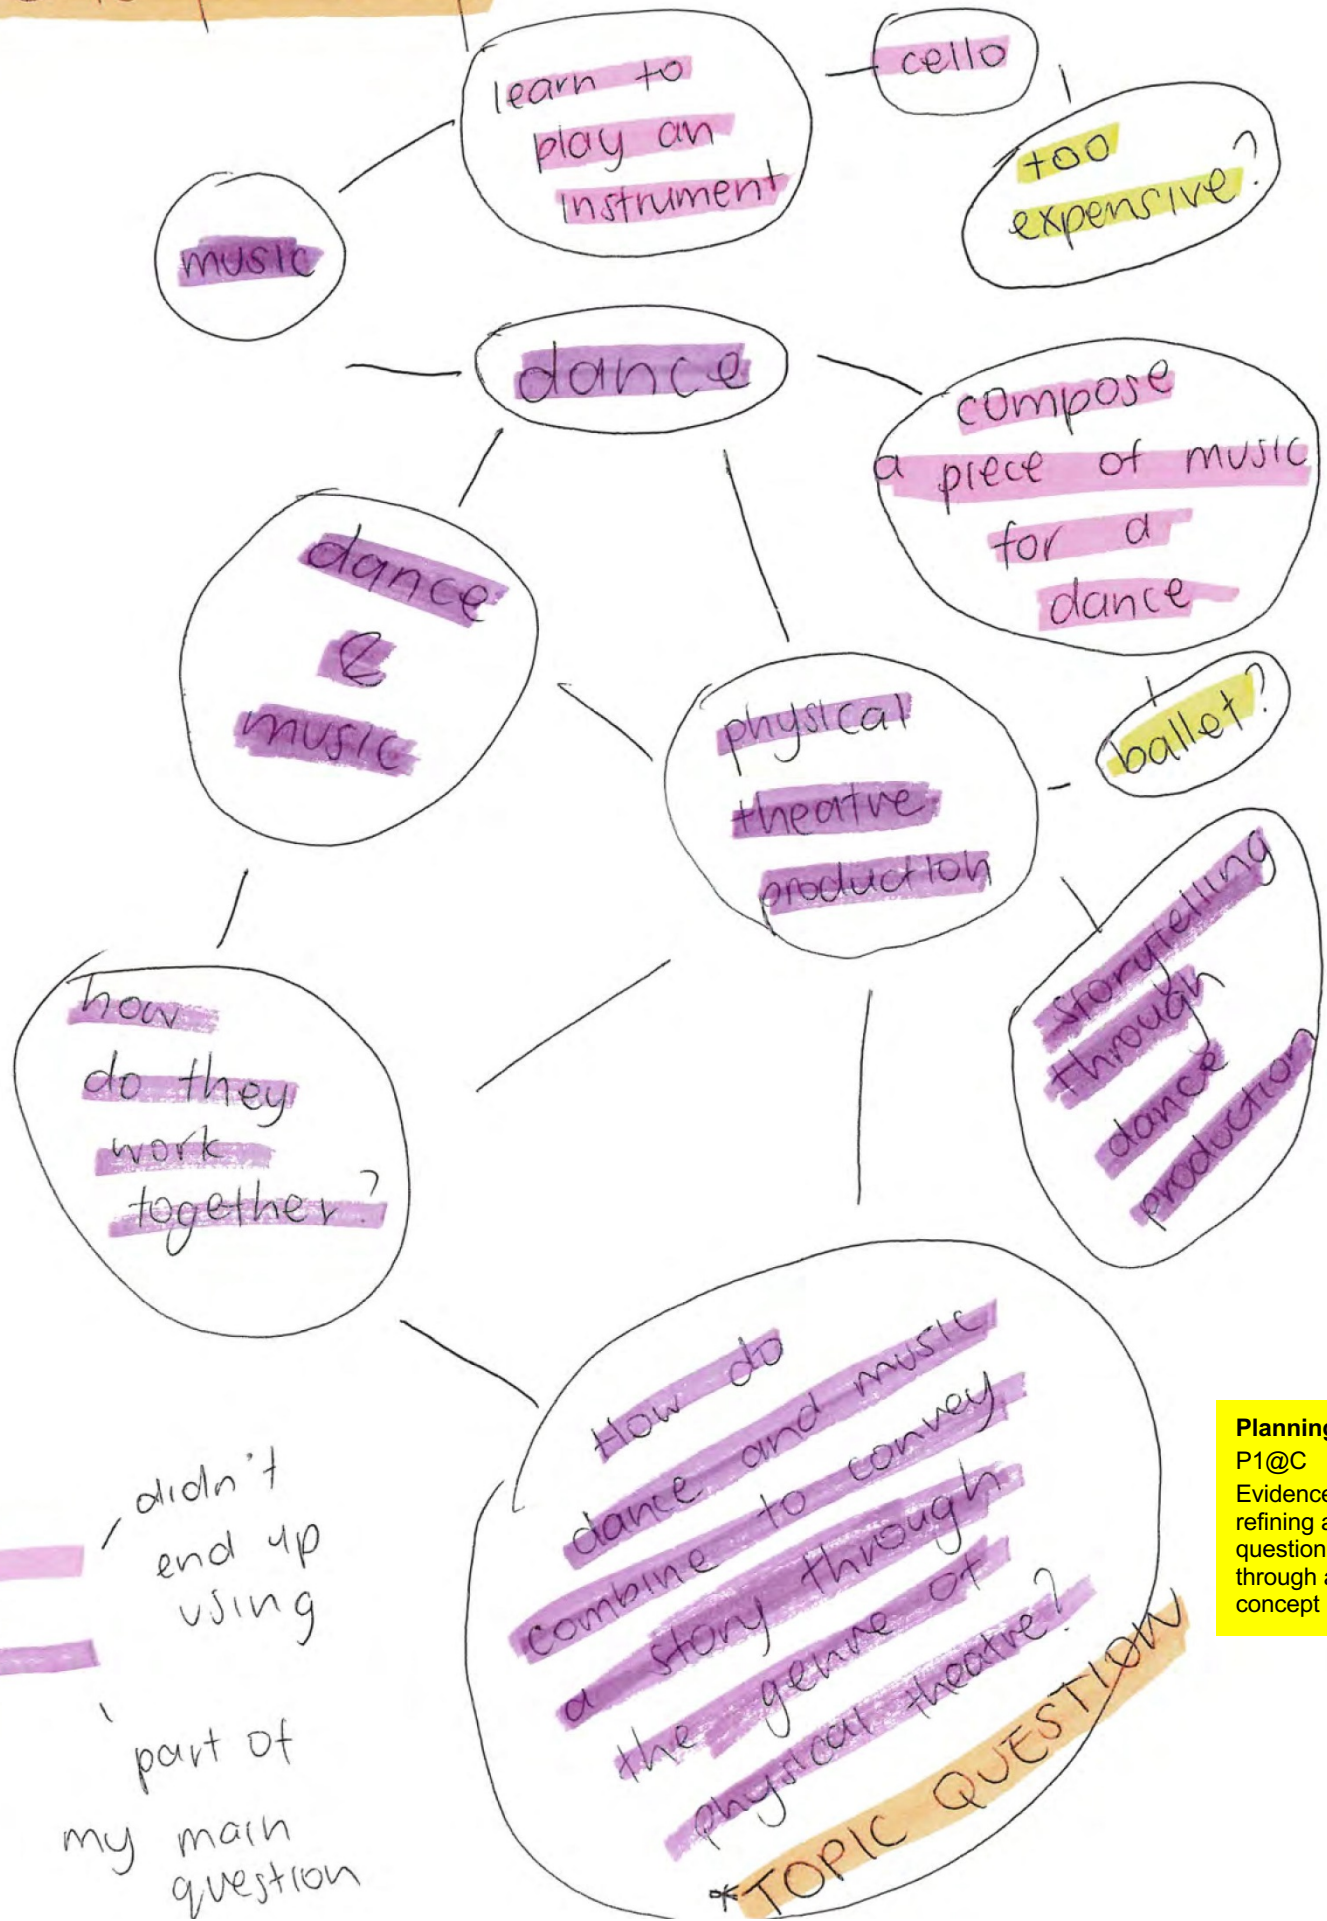 learn to
play an
instrument
cello
too
expensive?
music
dance
compose
a piece of music
for a
dance
dance
&
music
physical
theatre
production
ballet?
storytelling
through
dance
production
how
do they
work
together?
How do
dance and music
combine to convey
a story through
the genre of
physical theatre?
*TOPIC QUESTION
didn't
end up
using
part of
my main
question
Planning
P1@C
Evidence
refining a
question
through a
concept